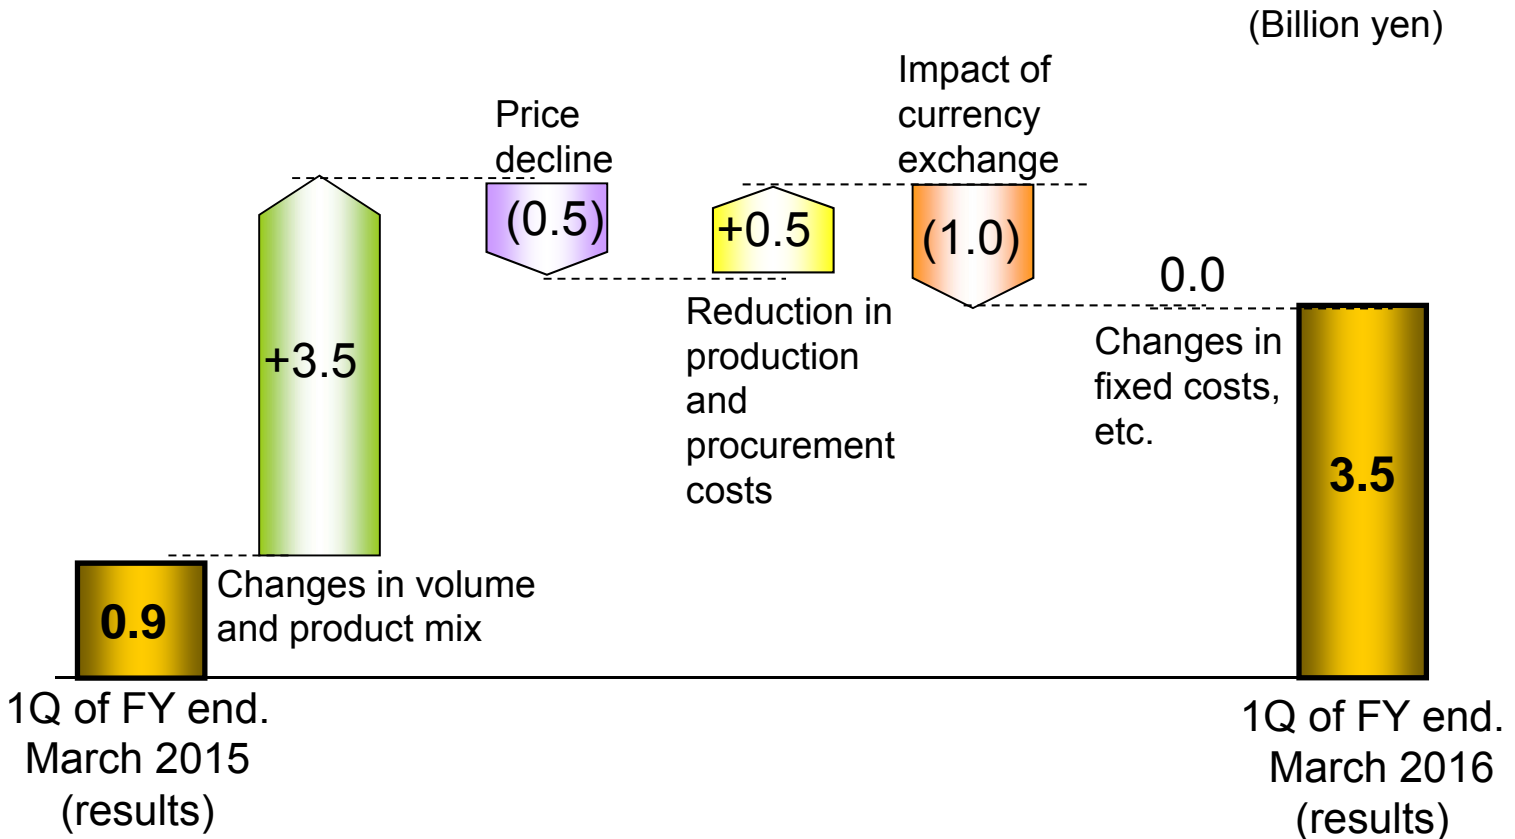 (Billion yen)
Impact of
currency
exchange
Price
decline
(0.5)
+0.5
(1.0)
0.0
+3.5
Reduction in
production
and
procurement
costs
Changes in
fixed costs,
etc.
3.5
0.9
Changes in volume
and product mix
1Q of FY end.
March 2015
(results)
1Q of FY end.
March 2016
(results)